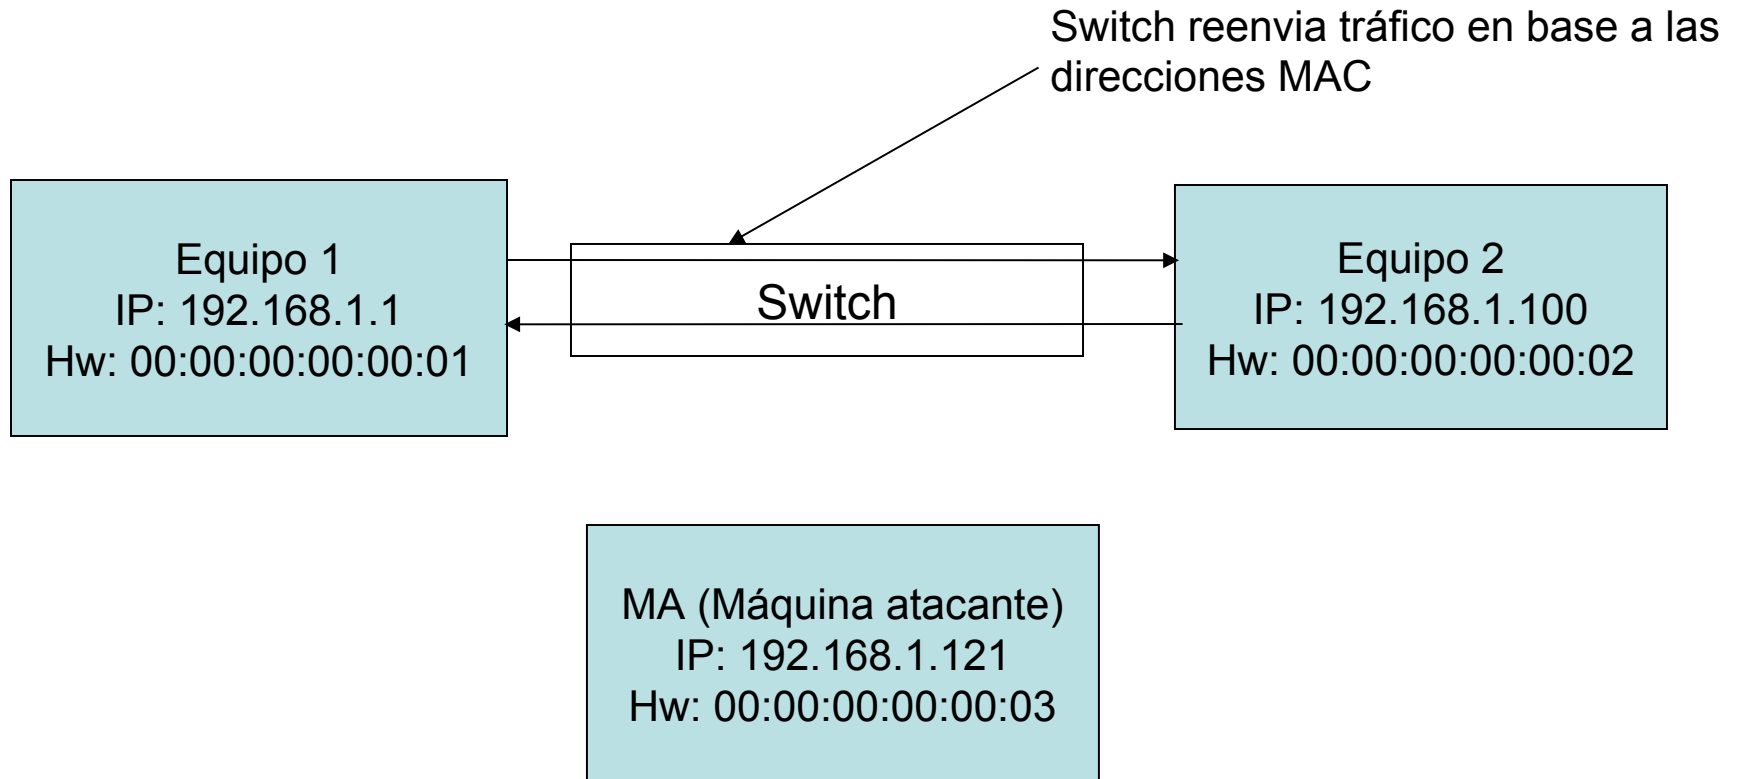 Switch reenvia tráfico en base a las
direcciones MAC
Equipo 1
IP: 192.168.1.1
Hw: 00:00:00:00:00:01
Switch
Equipo 2
IP: 192.168.1.100
Hw: 00:00:00:00:00:02
MA (Máquina atacante)
IP: 192.168.1.121
Hw: 00:00:00:00:00:03